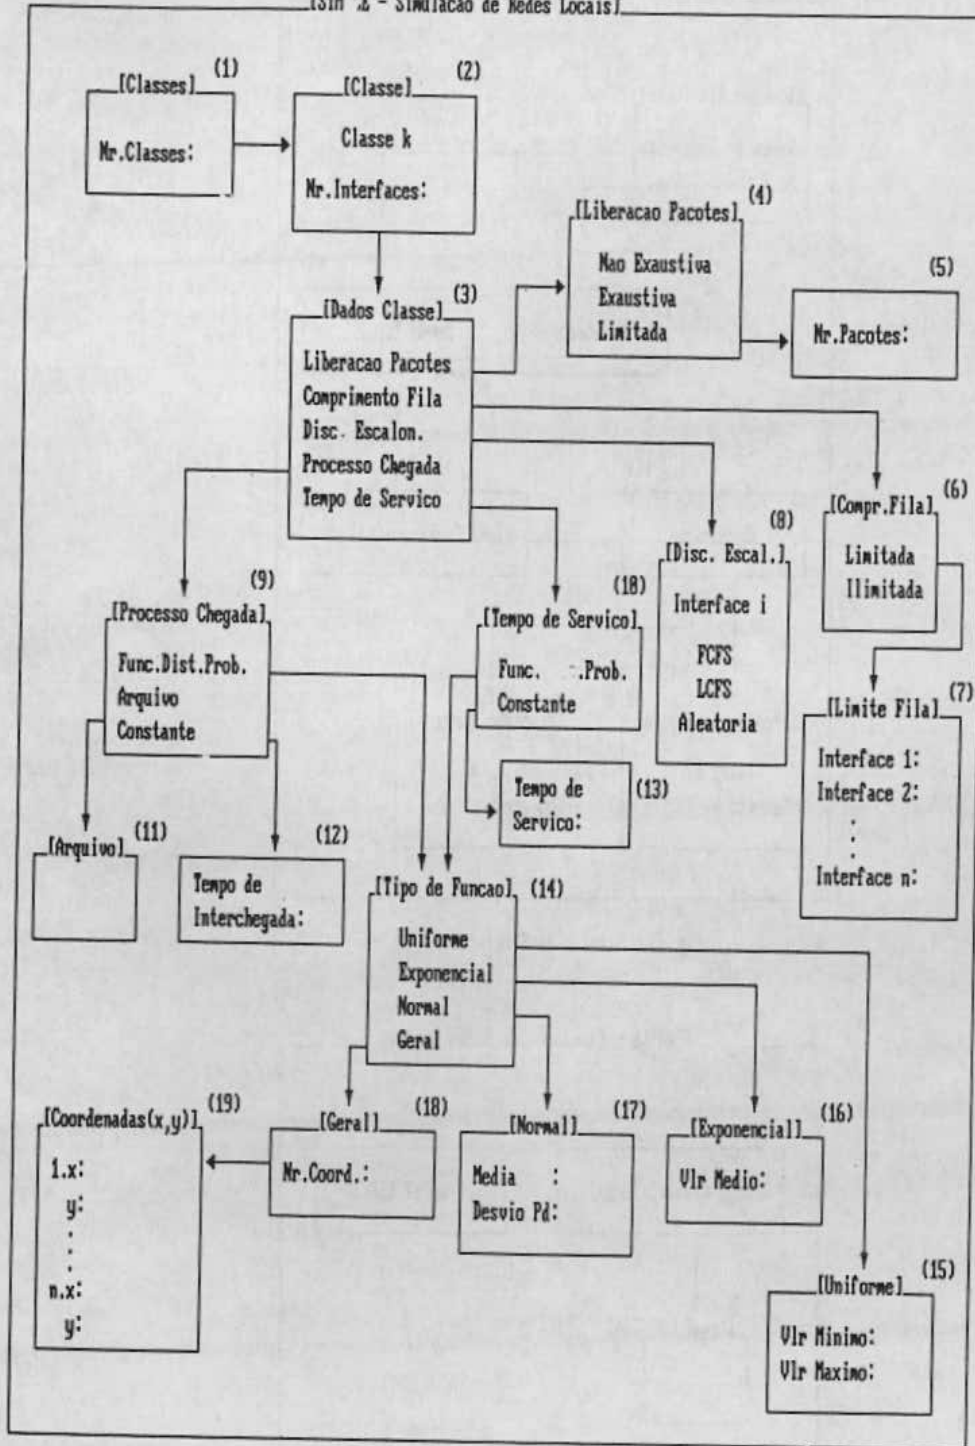 - Simulacao de Redes Locais]
(1)
[Classes]
Nr.Classes:
(2)
[Classe]
Classe k
Nr.Interfaces:
(3)
[Dados Classe]
Liberacao Pacotes
Comprimento Fila
Disc. Escalon.
Processo Chegada
Tempo de Servico
(4)
[Liberacao Pacotes]
Nao Exaustiva
Exaustiva
Limitada
(5)
Nr.Pacotes:
(6)
[Compr.Fila]
Limitada
Ilimitada
(7)
[Limite Fila]
Interface 1:
Interface 2:
:
:
Interface n:
(8)
[Disc. Escal.]
Interface i
FCFS
LCFS
Aleatoria
(9)
[Processo Chegada]
Func.Dist.Prob.
Arquivo
Constante
(10)
[Tempo de Servico]
Func. .Prob.
Constante
(11)
[Arquivo]
(12)
Tempo de
Interchegada:
(13)
Tempo de
Servico:
(14)
[Tipo de Funcao]
Uniforme
Exponencial
Normal
Geral
(19)
[Coordenadas(x,y)]
1.x:
y:
:
:
n.x:
y:
(18)
[Geral]
Nr.Coord.:
(17)
[Normal]
Media :
Desvio Pd:
(16)
[Exponencial]
Vlr Medio:
(15)
[Uniforme]
Vlr Minimo:
Vlr Maximo: